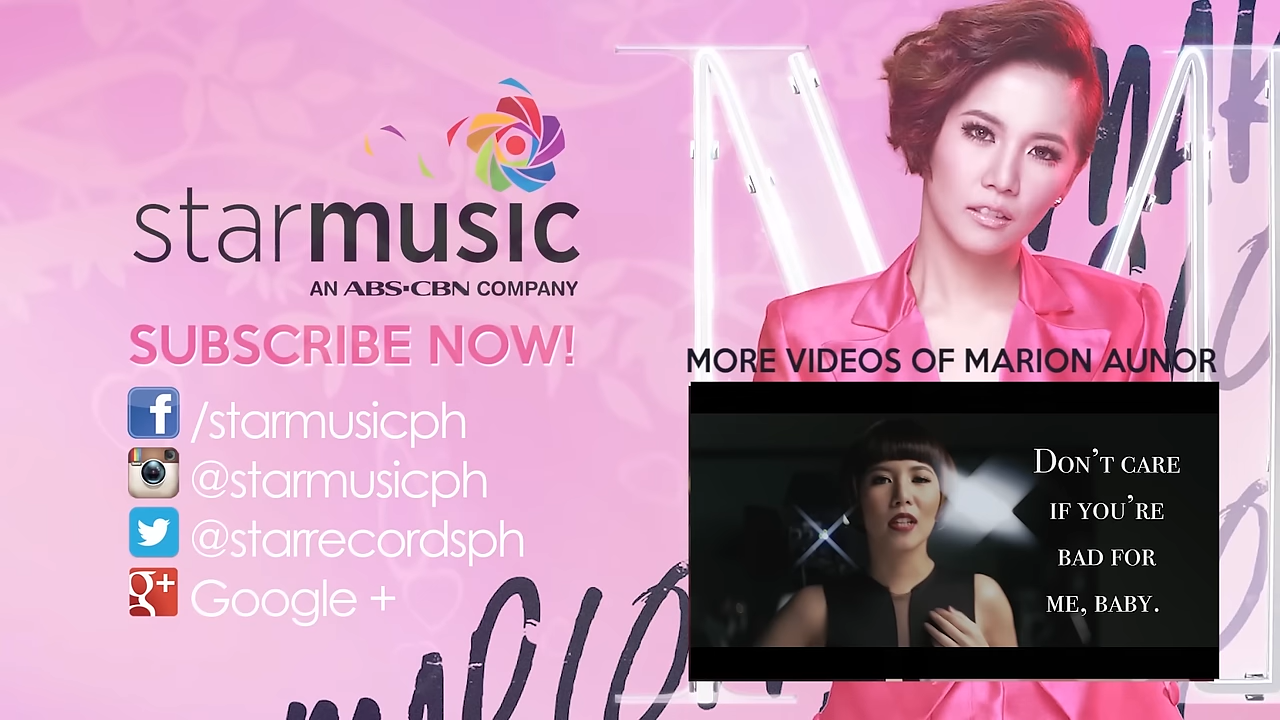 starmusic
AN ABS-CBN COMPANY
SUBSCRIBE NOW!
f /starmusicph
@starmusicph
@starrecordsph
g+ Google +
MORE VIDEOS OF MARION AUNOR
DON'T CARE
IF YOU'RE
BAD FOR
ME, BABY.
MARION